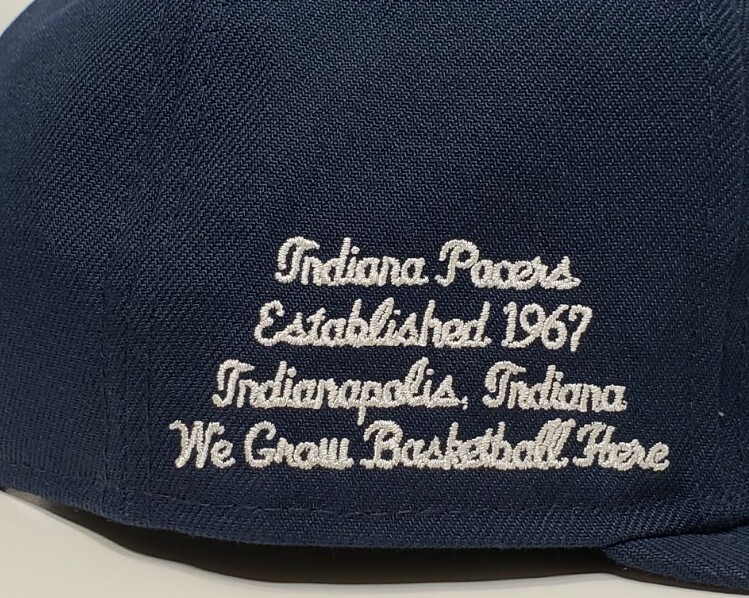 Indiana Pacers
Established 1967
Indianapolis, Indiana
We Grow Basketball Here